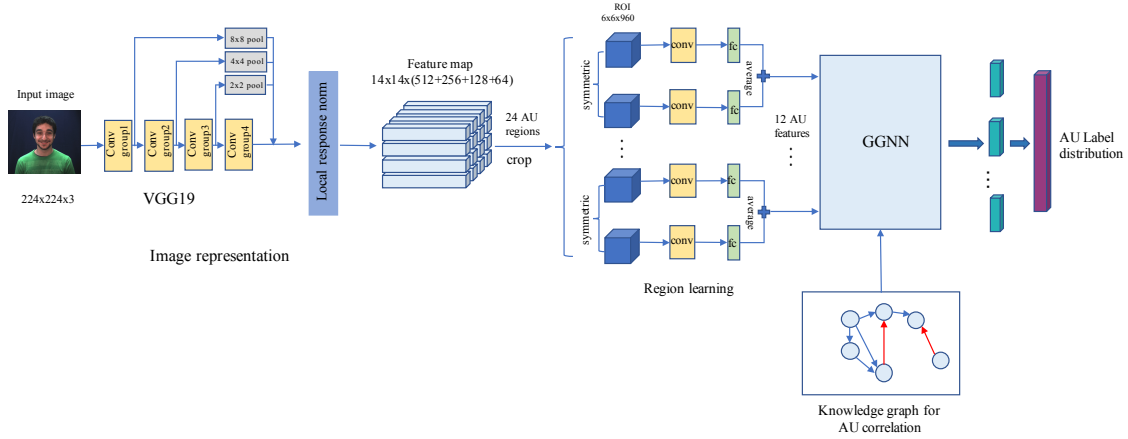 8x8 pool
4x4 pool
2x2 pool
Input image
Conv
group1
Conv
group2
Conv
group3
Conv
group4
224x224x3
VGG19
Image representation
Local response norm
Feature map
14x14x(512+256+128+64)
24 AU
regions
crop
ROI
6x6x960
symmetric
conv
fc
average
conv
fc
symmetric
conv
fc
average
conv
fc
Region learning
12 AU
features
GGNN
AU Label
distribution
Knowledge graph for
AU correlation